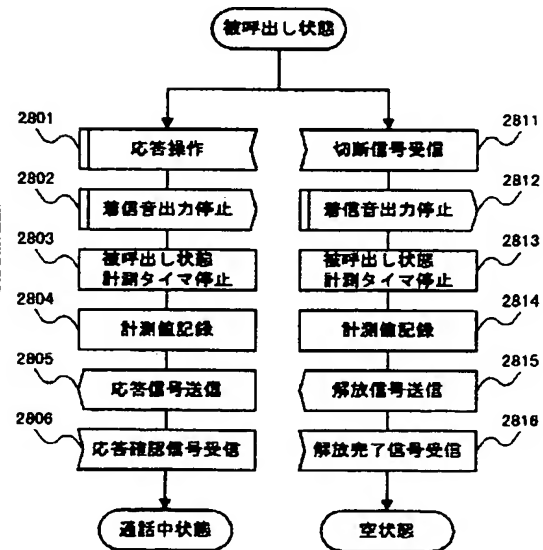 被呼出し状態
2801
応答操作
2802
着信音出力停止
2803
被呼出し状態
計測タイマ停止
2804
計測値記録
2805
応答信号送信
2806
応答確認信号受信
通話中状態
2811
切断信号受信
2812
着信音出力停止
2813
被呼出し状態
計測タイマ停止
2814
計測値記録
2815
解放信号送信
2816
解放完了信号受信
空状態